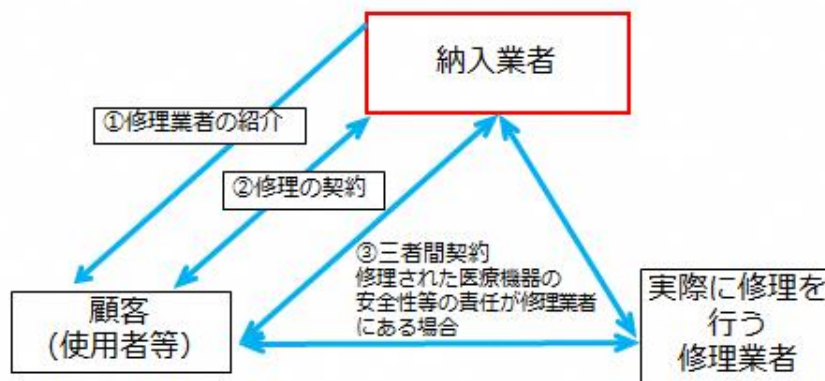 納入業者
①修理業者の紹介
②修理の契約
③三者間契約
修理された医療機器の
安全性等の責任が修理業者
にある場合
顧客
(使用者等)
実際に修理を
行う
修理業者